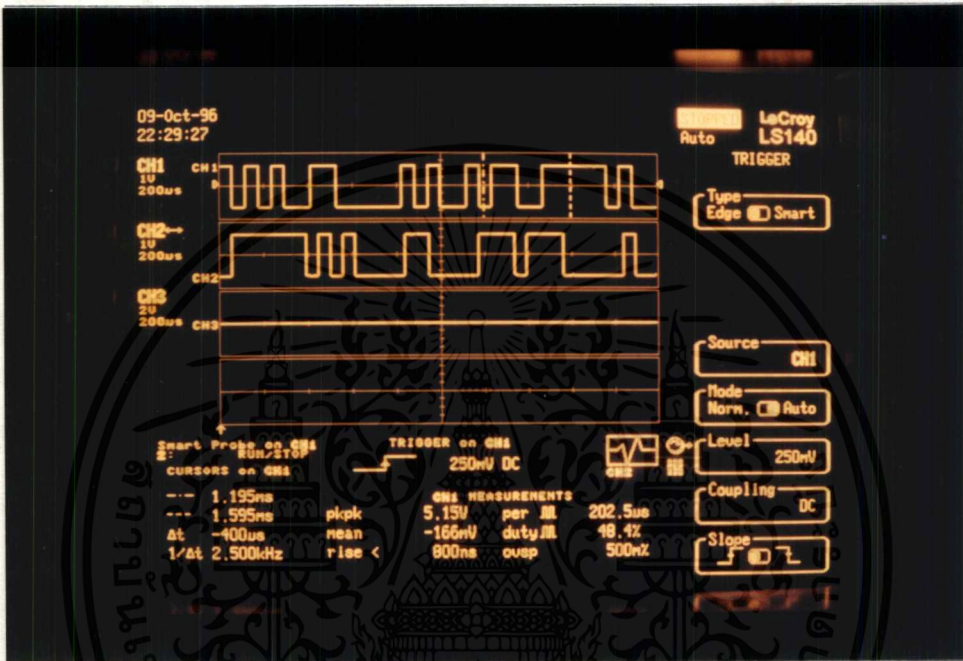 09-Oct-96
22:29:27
STOPPED
Auto
LeCroy
LS140
TRIGGER
CH1
1V
200us
CH1
Type
Edge Smart
CH2↔
1V
200us
CH2
CH3
2V
200us
CH3
Source
CH1
Mode
Norm. Auto
Smart Probe on CH1
2: RUN/STOP
TRIGGER on CH1
250mV DC
CH2
Level
250mV
CURSORS on CH1
1.195ms
1.595ms
Δt -400us
1/Δt 2.500kHz
CH1 MEASUREMENTS
pkpk 5.15V per 202.5us
mean -166mV duty 48.4%
rise < 800ns ovsp 500m%
Coupling
DC
Slope